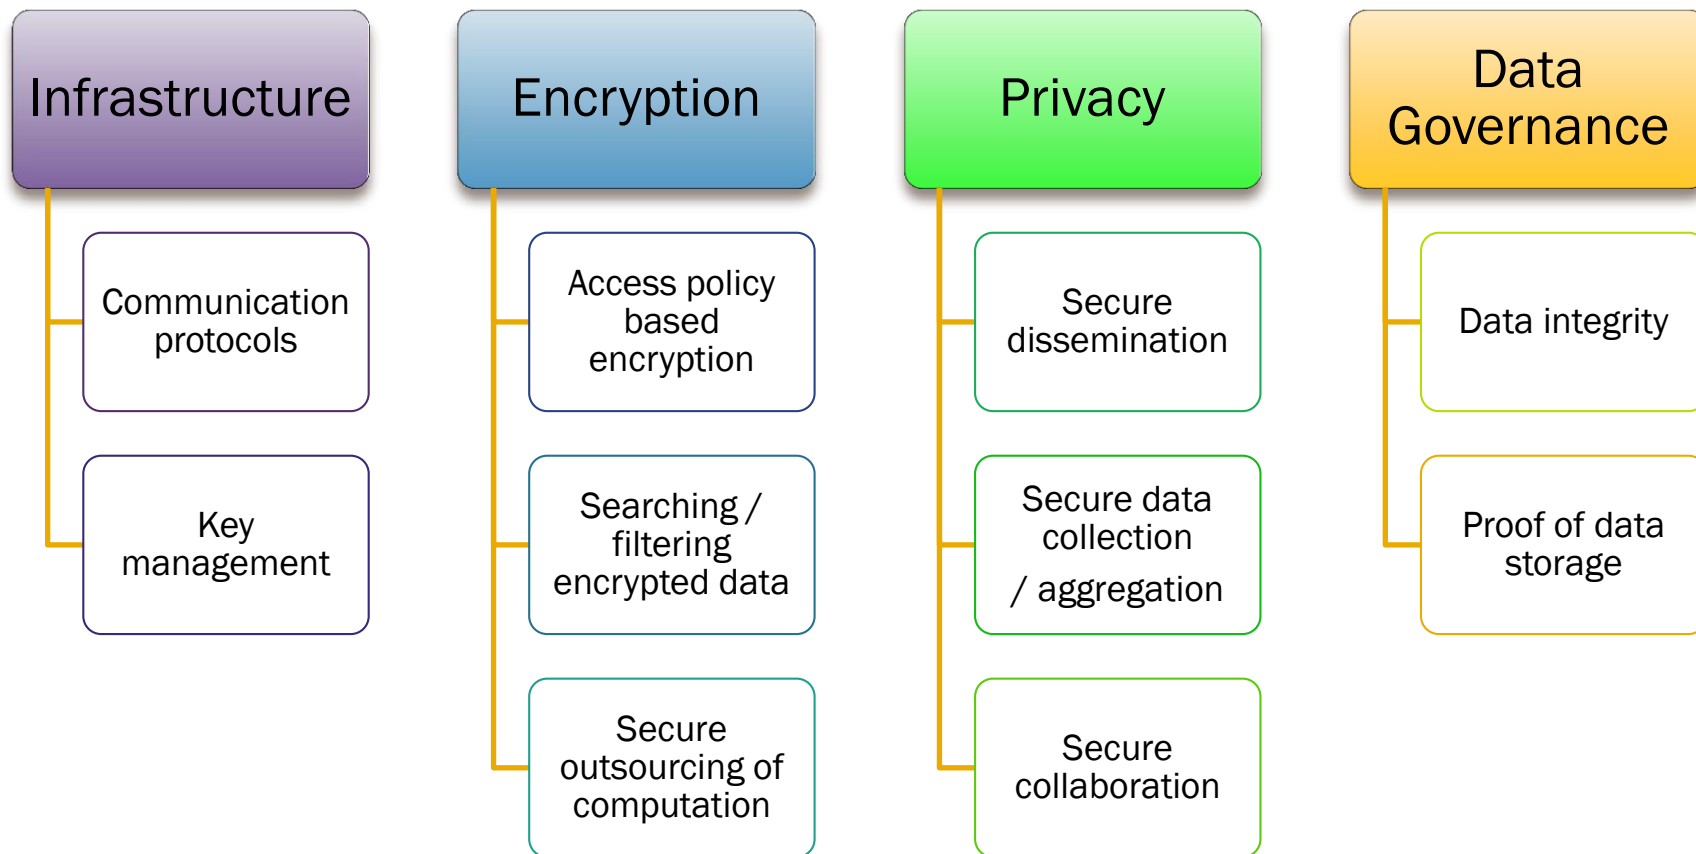 Infrastructure
Communication
protocols
Key
management
Encryption
Access policy
based
encryption
Searching /
filtering
encrypted data
Secure
outsourcing of
computation
Privacy
Secure
dissemination
Secure data
collection
/ aggregation
Secure
collaboration
Data
Governance
Data integrity
Proof of data
storage